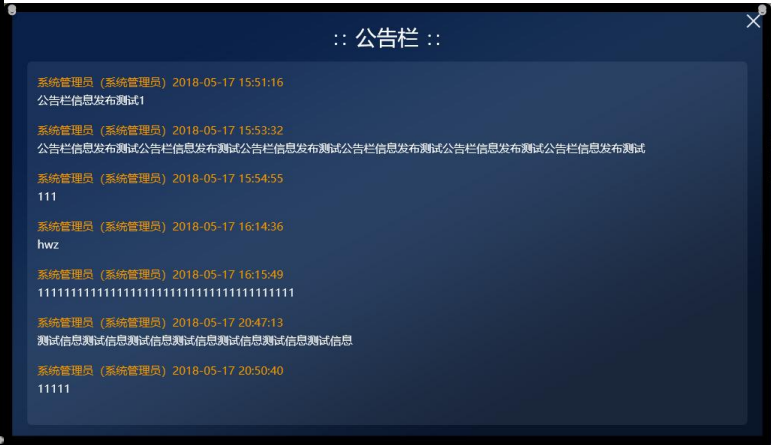 :: 公告栏 ::
系统管理员 (系统管理员) 2018-05-17 15:51:16
公告栏信息发布测试1
系统管理员 (系统管理员) 2018-05-17 15:53:32
公告栏信息发布测试公告栏信息发布测试公告栏信息发布测试公告栏信息发布测试公告栏信息发布测试公告栏信息发布测试
系统管理员 (系统管理员) 2018-05-17 15:54:55
111
系统管理员 (系统管理员) 2018-05-17 16:14:36
hwz
系统管理员 (系统管理员) 2018-05-17 16:15:49
11111111111111111111111111111111111111
系统管理员 (系统管理员) 2018-05-17 20:47:13
测试信息测试信息测试信息测试信息测试信息测试信息测试信息
系统管理员 (系统管理员) 2018-05-17 20:50:40
11111